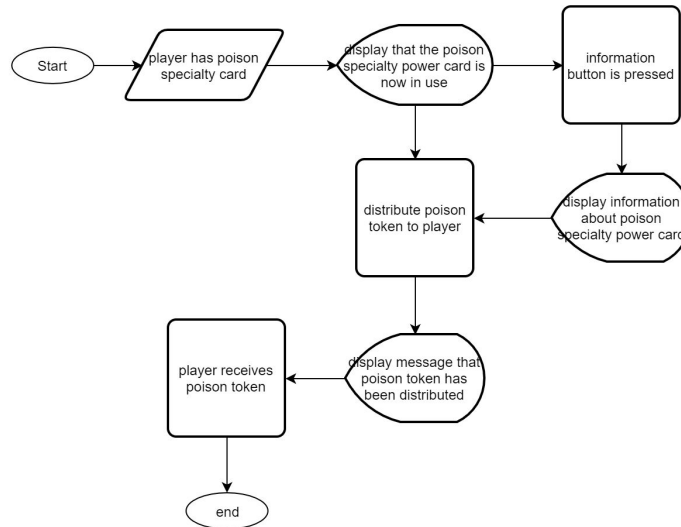 Start
player has poison
specialty card
display that the poison
specialty power card is
now in use
information
button is pressed
distribute poison
token to player
display information
about poison
specialty power card
player receives
poison token
display message that
poison token has
been distributed
end